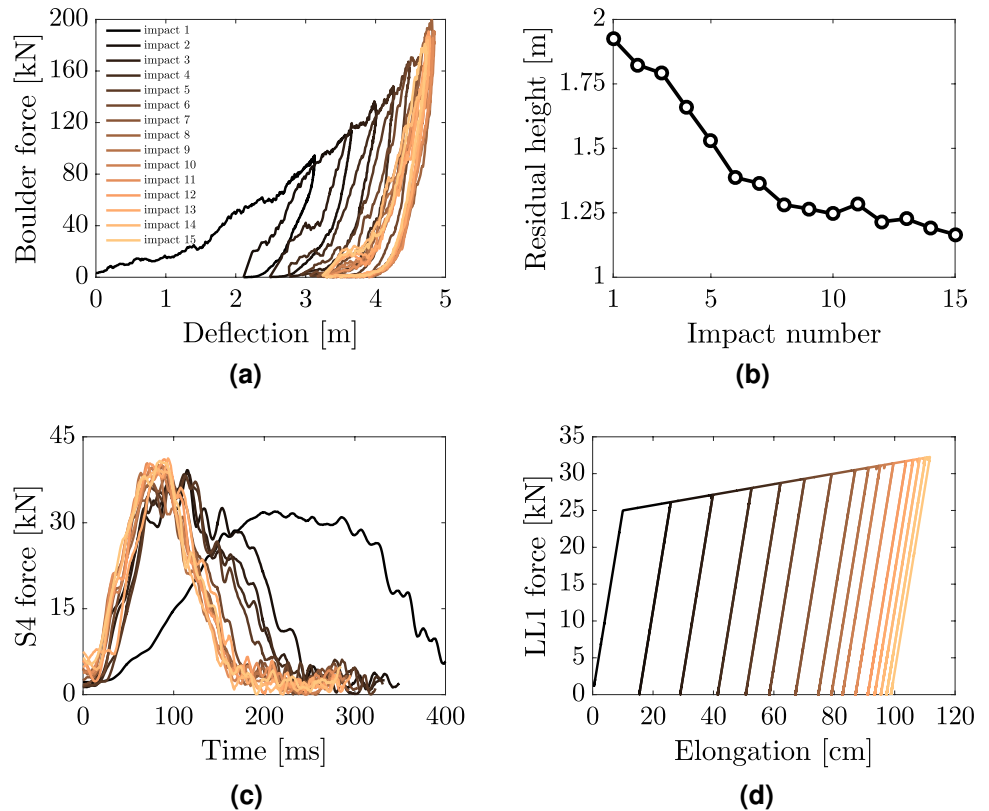 200
160
120
80
40
0
Boulder force [kN]
impact 1
impact 2
impact 3
impact 4
impact 5
impact 6
impact 7
impact 8
impact 9
impact 10
impact 11
impact 12
impact 13
impact 14
impact 15
0 1 2 3 4 5
Deflection [m]
(a)
2
1.75
1.5
1.25
1
Residual height [m]
1 5 10 15
Impact number
(b)
45
30
15
0
S4 force [kN]
0 100 200 300 400
Time [ms]
(c)
35
30
25
20
15
10
5
0
LL1 force [kN]
0 20 40 60 80 100 120
Elongation [cm]
(d)